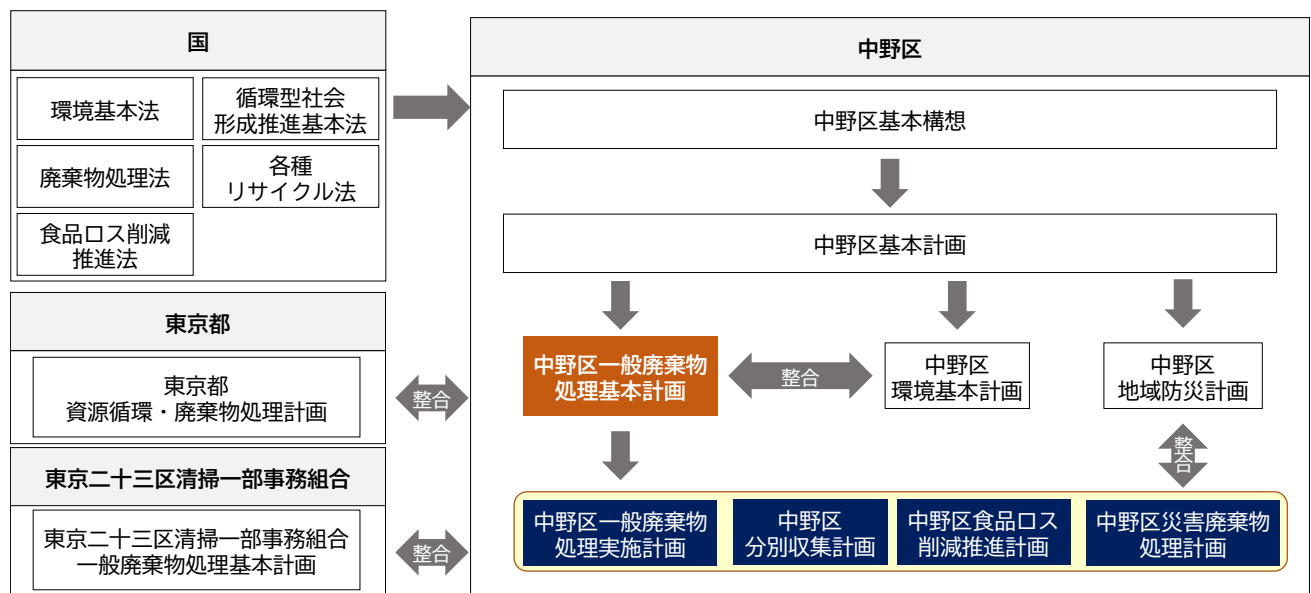 国
環境基本法
循環型社会
形成推進基本法
廃棄物処理法
各種
リサイクル法
食品ロス削減
推進法
東京都
東京都
資源循環・廃棄物処理計画
整合
東京二十三区清掃一部事務組合
東京二十三区清掃一部事務組合
一般廃棄物処理基本計画
整合
中野区
中野区基本構想
中野区基本計画
中野区一般廃棄物
処理基本計画
整合
中野区
環境基本計画
中野区
地域防災計画
整合
中野区一般廃棄物
処理実施計画
中野区
分別収集計画
中野区食品ロス
削減推進計画
中野区災害廃棄物
処理計画